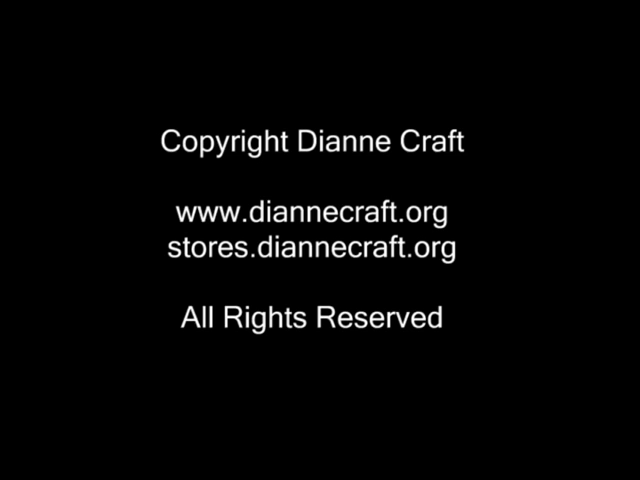 Copyright Dianne Craft
www.diannecraft.org
stores.diannecraft.org
All Rights Reserved